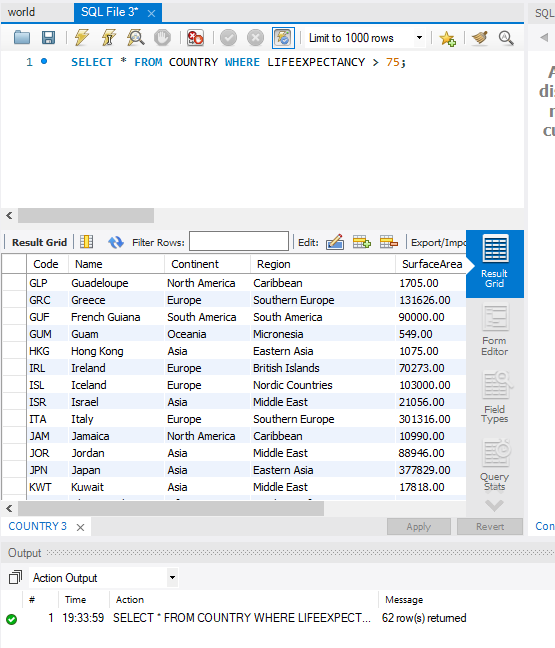 world
SQL File 3*
SQL
Limit to 1000 rows
1 SELECT * FROM COUNTRY WHERE LIFEEXPECTANCY > 75;
Result Grid
Filter Rows:
Edit:
Export/Impo
Code Name Continent Region SurfaceArea
GLP Guadeloupe North America Caribbean 1705.00
GRC Greece Europe Southern Europe 131626.00
GUF French Guiana South America South America 90000.00
GUM Guam Oceania Micronesia 549.00
HKG Hong Kong Asia Eastern Asia 1075.00
IRL Ireland Europe British Islands 70273.00
ISL Iceland Europe Nordic Countries 103000.00
ISR Israel Asia Middle East 21056.00
ITA Italy Europe Southern Europe 301316.00
JAM Jamaica North America Caribbean 10990.00
JOR Jordan Asia Middle East 88946.00
JPN Japan Asia Eastern Asia 377829.00
KWT Kuwait Asia Middle East 17818.00
Result
Grid
Form
Editor
Field
Types
Query
Stats
COUNTRY 3
Apply
Revert
Con
Output
Action Output
# Time Action Message
1 19:33:59 SELECT * FROM COUNTRY WHERE LIFEEXPECT... 62 row(s) returned